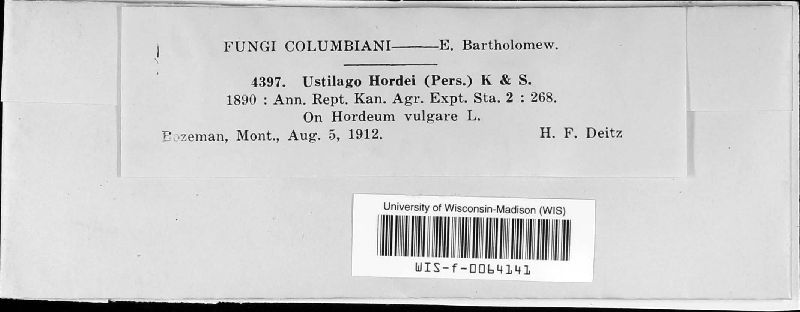 FUNGI COLUMBIANI——E. Bartholomew.
4397. Ustilago Hordei (Pers.) K & S.
1890 : Ann. Rept. Kan. Agr. Expt. Sta. 2 : 268.
On Hordeum vulgare L.
Bozeman, Mont., Aug. 5, 1912. H. F. Deitz
University of Wisconsin-Madison (WIS)
WIS-f-0064141